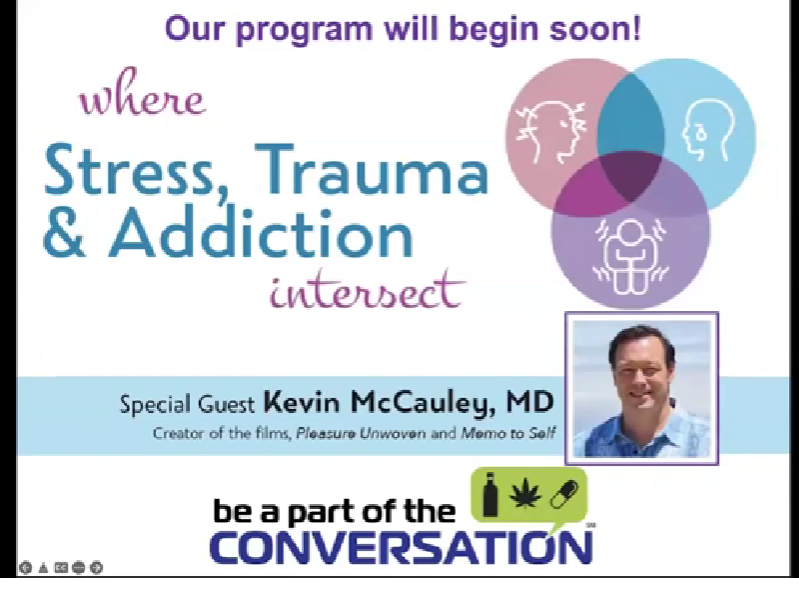 Our program will begin soon!
where
Stress, Trauma
& Addiction
intersect
Special Guest Kevin McCauley, MD
Creator of the films, Pleasure Unwoven and Memo to Self
be a part of the
CONVERSATION